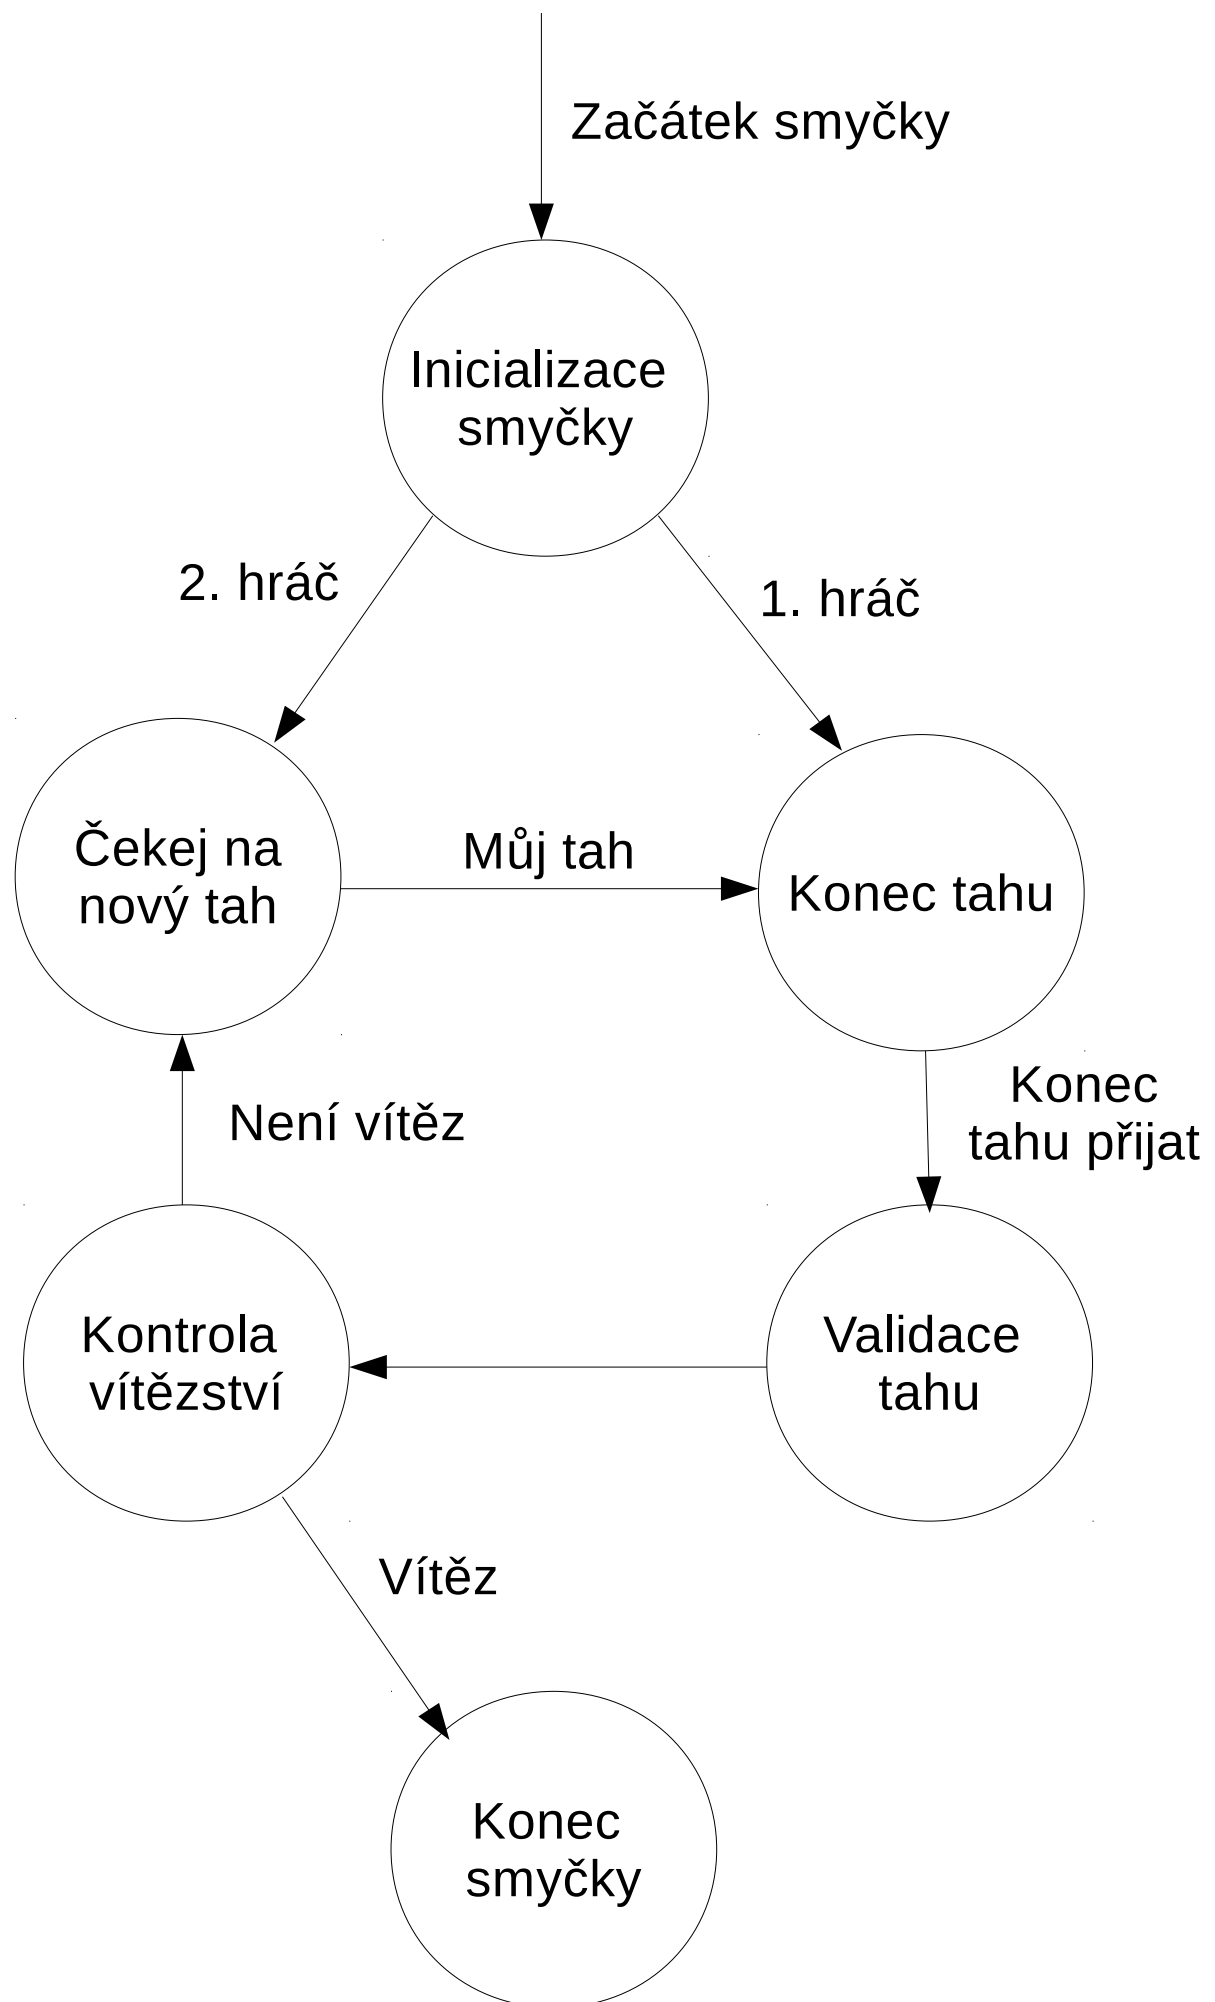 Začátek smyčky
Inicializace
smyčky
2. hráč
1. hráč
Čekej na
nový tah
Můj tah
Konec tahu
Konec
tahu přijat
Není vítěz
Kontrola
vítězství
Validace
tahu
Vítěz
Konec
smyčky